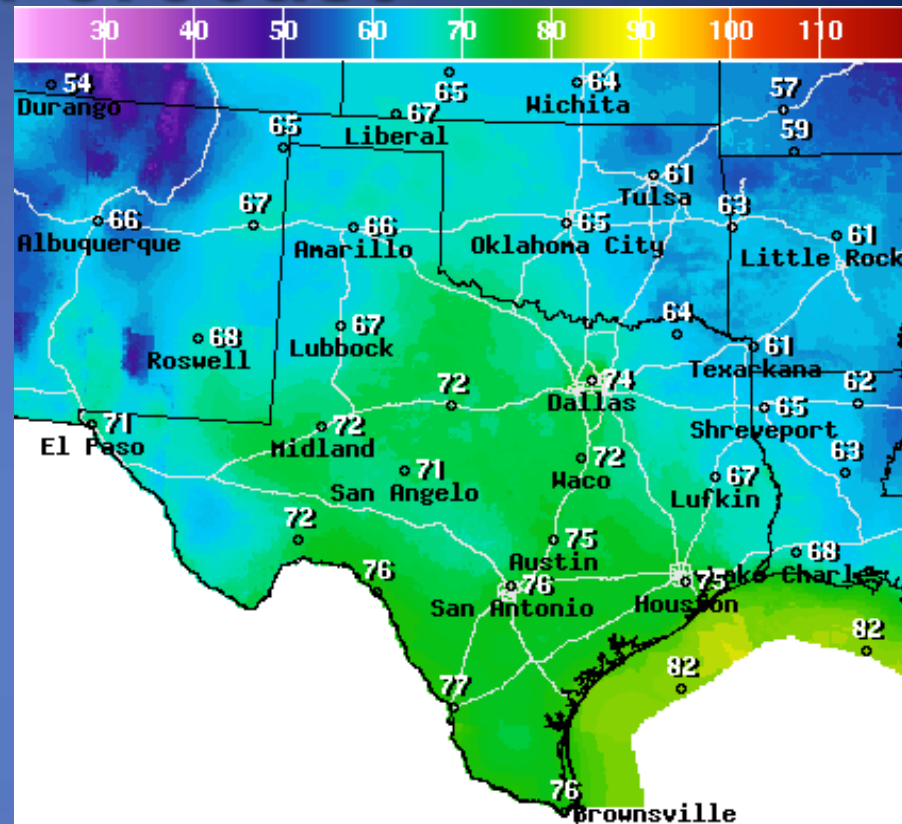 30 40 50 60 70 80 90 100 110
54
Durango
65
64
Wichita
57
67
Liberal
65
59
61
Tulsa
66
Albuquerque
67
66
Amarillo
65
Oklahoma City
63
61
Little Rock
68
Roswell
67
Lubbock
64
61
Texarkana
74
Dallas
72
62
65
Shreveport
71
El Paso
72
Midland
71
San Angelo
72
Waco
67
Lufkin
63
72
75
Austin
68
Lake Charles
76
76
San Antonio
75
Houston
82
82
77
76
Brownsville